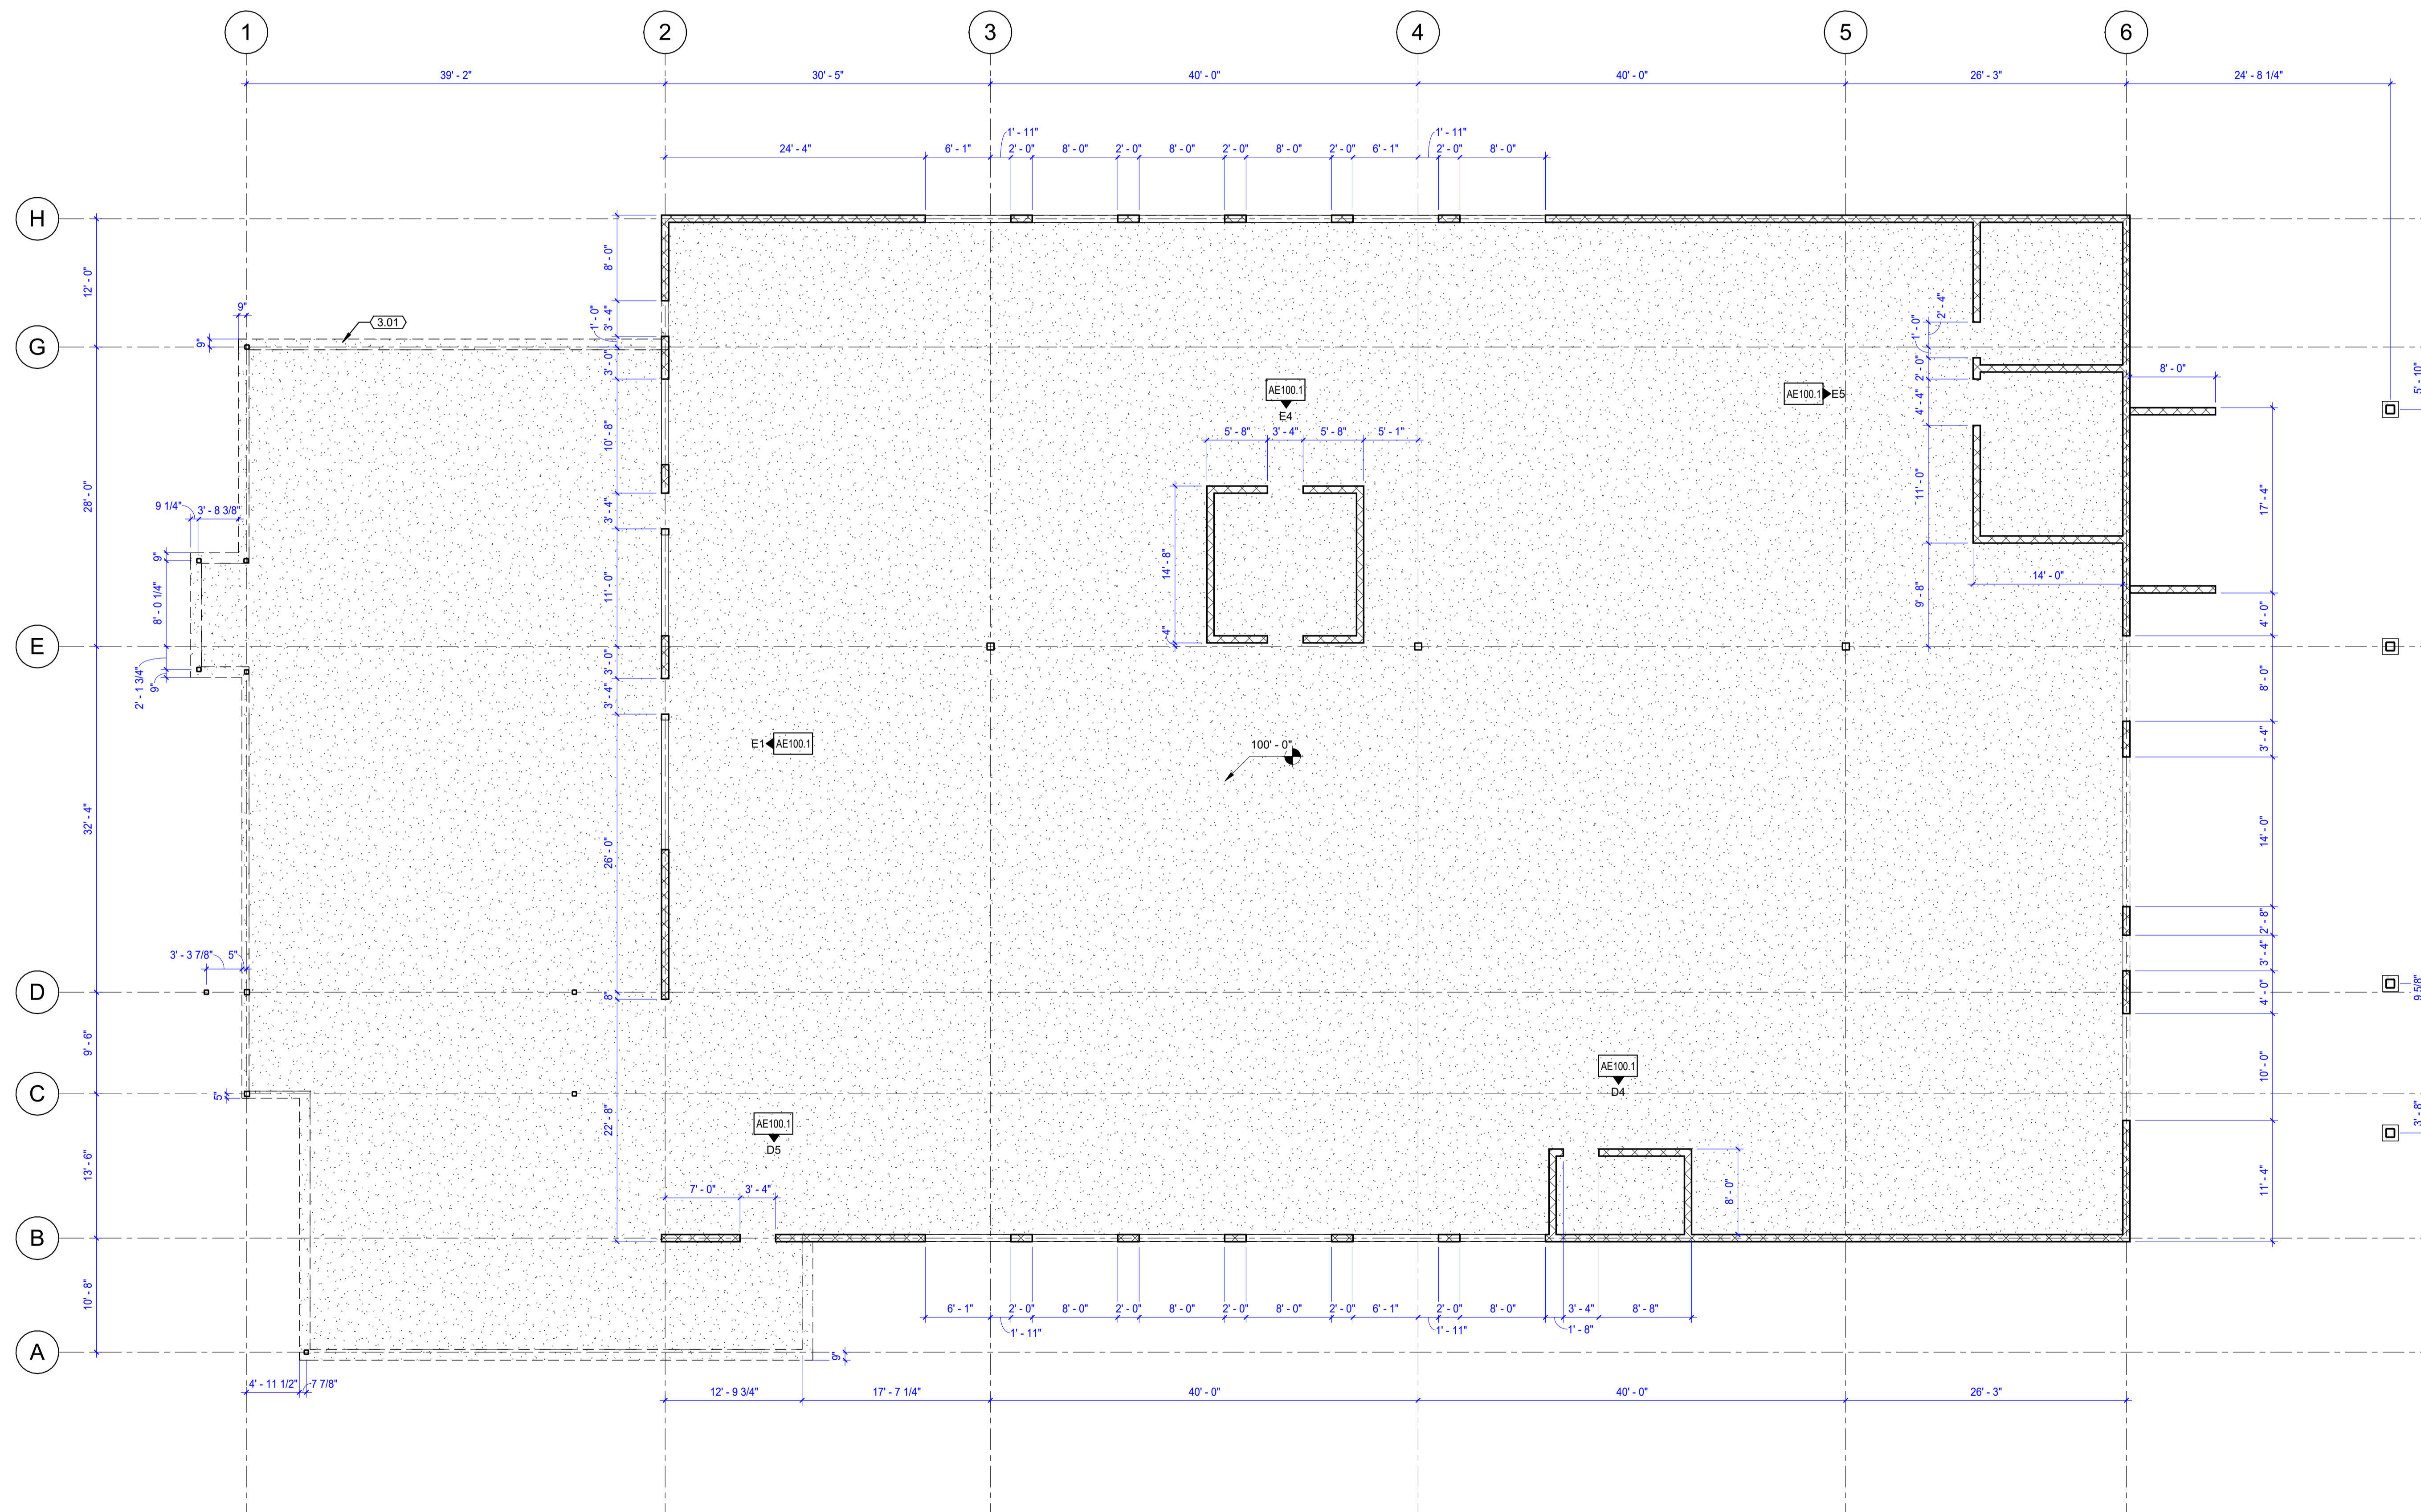 1
2
3
4
5
6
39' - 2"
30' - 5"
40' - 0"
40' - 0"
26' - 3"
24' - 8 1/4"
1' - 11"
1' - 11"
24' - 4"
6' - 1"
2' - 0"
8' - 0"
2' - 0"
8' - 0"
2' - 0"
8' - 0"
2' - 0"
6' - 1"
2' - 0"
8' - 0"
H
G
E
D
C
B
A
12' - 0"
28' - 0"
32' - 4"
9' - 6"
13' - 6"
10' - 8"
9"
9"
3.01
9 1/4"
3' - 8 3/8"
9"
8' - 0 1/4"
2' - 1 3/4"
9"
3' - 3 7/8"
5"
5"
8' - 0"
1' - 0"
3' - 4"
3' - 0"
10' - 8"
3' - 4"
11' - 0"
3' - 0"
3' - 4"
26' - 0"
8"
22' - 8"
AE100.1
E4
AE100.1
E5
5' - 8"
3' - 4"
5' - 8"
5' - 1"
14' - 8"
4"
E1
AE100.1
100' - 0"
AE100.1
D5
AE100.1
D4
2' - 4"
1' - 0"
2' - 0"
4' - 4"
11' - 0"
9' - 8"
14' - 0"
8' - 0"
5' - 10"
17' - 4"
4' - 0"
8' - 0"
3' - 4"
14' - 0"
2' - 8"
3' - 4"
4' - 0"
10' - 0"
11' - 4"
9 5/8"
3' - 8"
7' - 0"
3' - 4"
8' - 0"
6' - 1"
2' - 0"
8' - 0"
2' - 0"
8' - 0"
2' - 0"
8' - 0"
2' - 0"
6' - 1"
2' - 0"
8' - 0"
3' - 4"
8' - 8"
1' - 11"
1' - 11"
1' - 8"
9"
4' - 11 1/2"
7 7/8"
12' - 9 3/4"
17' - 7 1/4"
40' - 0"
40' - 0"
26' - 3"